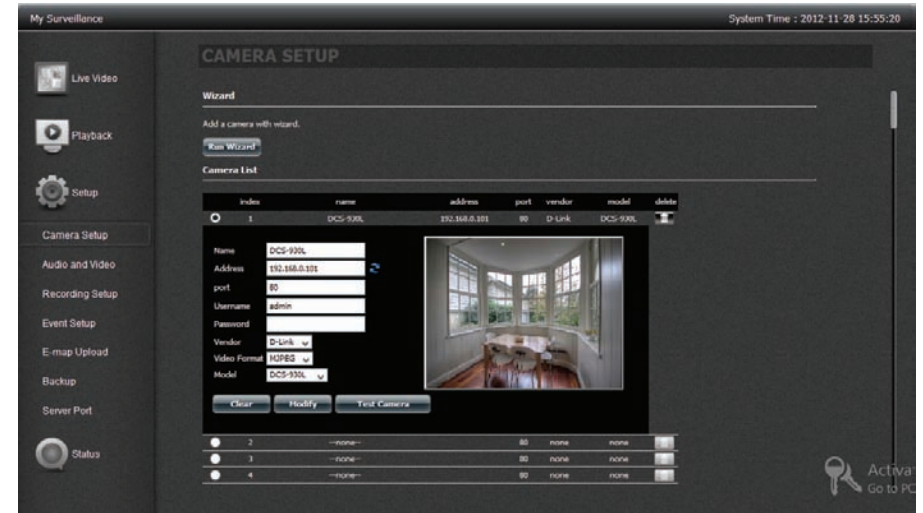 My Surveillance System Time : 2012-11-28 15:55:20
CAMERA SETUP
Live Video
Wizard
Add a camera with wizard.
Playback
Run Wizard
Camera List
Setup
index name address port vendor model delete
1 DCS-930L 192.168.0.101 80 D-Link DCS-930L
Camera Setup
Name DCS-930L
Audio and Video
Address 192.168.0.101
port 80
Recording Setup
Username admin
Event Setup
Password
Vendor D-Link
E-map Upload
Video Format MJPEG
Model DCS-930L
Backup
Clear Modify Test Camera
Server Port
2 --none-- 80 none none
Status
3 --none-- 80 none none
4 --none-- 80 none none
Activa
Go to PC